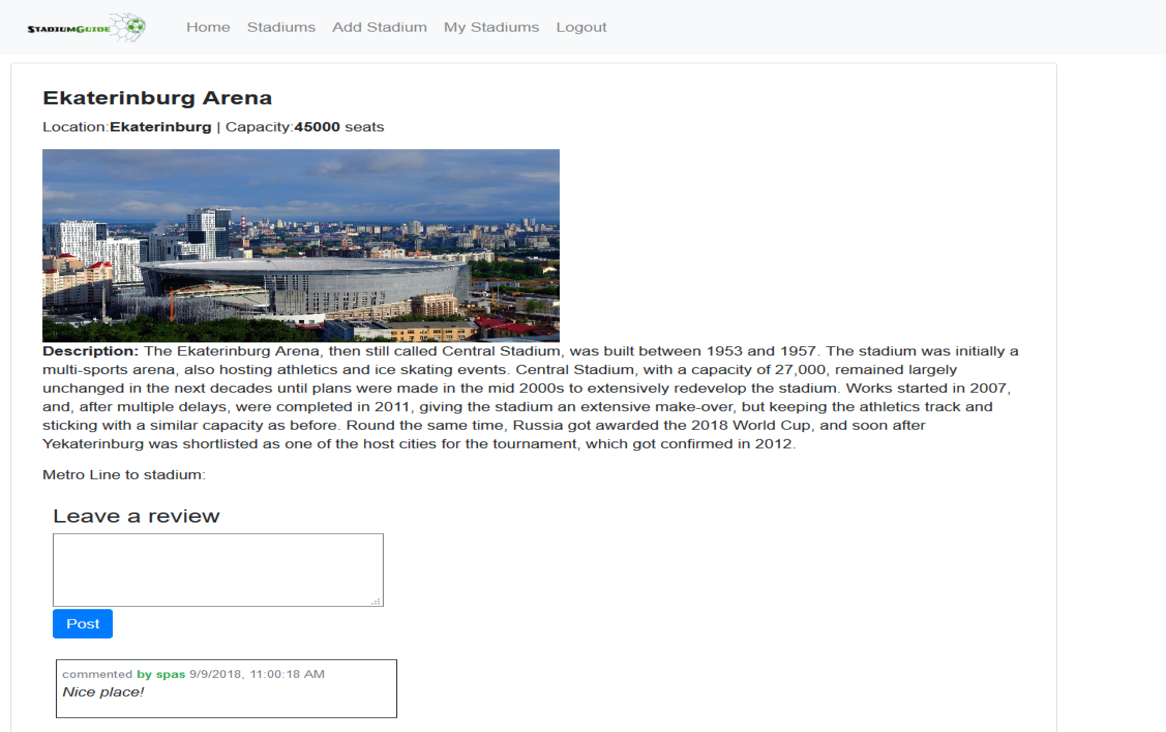 STADIUMGUIDE
Home Stadiums Add Stadium My Stadiums Logout
Ekaterinburg Arena
Location:Ekaterinburg | Capacity:45000 seats
Description: The Ekaterinburg Arena, then still called Central Stadium, was built between 1953 and 1957. The stadium was initially a
multi-sports arena, also hosting athletics and ice skating events. Central Stadium, with a capacity of 27,000, remained largely
unchanged in the next decades until plans were made in the mid 2000s to extensively redevelop the stadium. Works started in 2007,
and, after multiple delays, were completed in 2011, giving the stadium an extensive make-over, but keeping the athletics track and
sticking with a similar capacity as before. Round the same time, Russia got awarded the 2018 World Cup, and soon after
Yekaterinburg was shortlisted as one of the host cities for the tournament, which got confirmed in 2012.
Metro Line to stadium:
Leave a review
Post
commented by spas 9/9/2018, 11:00:18 AM
Nice place!